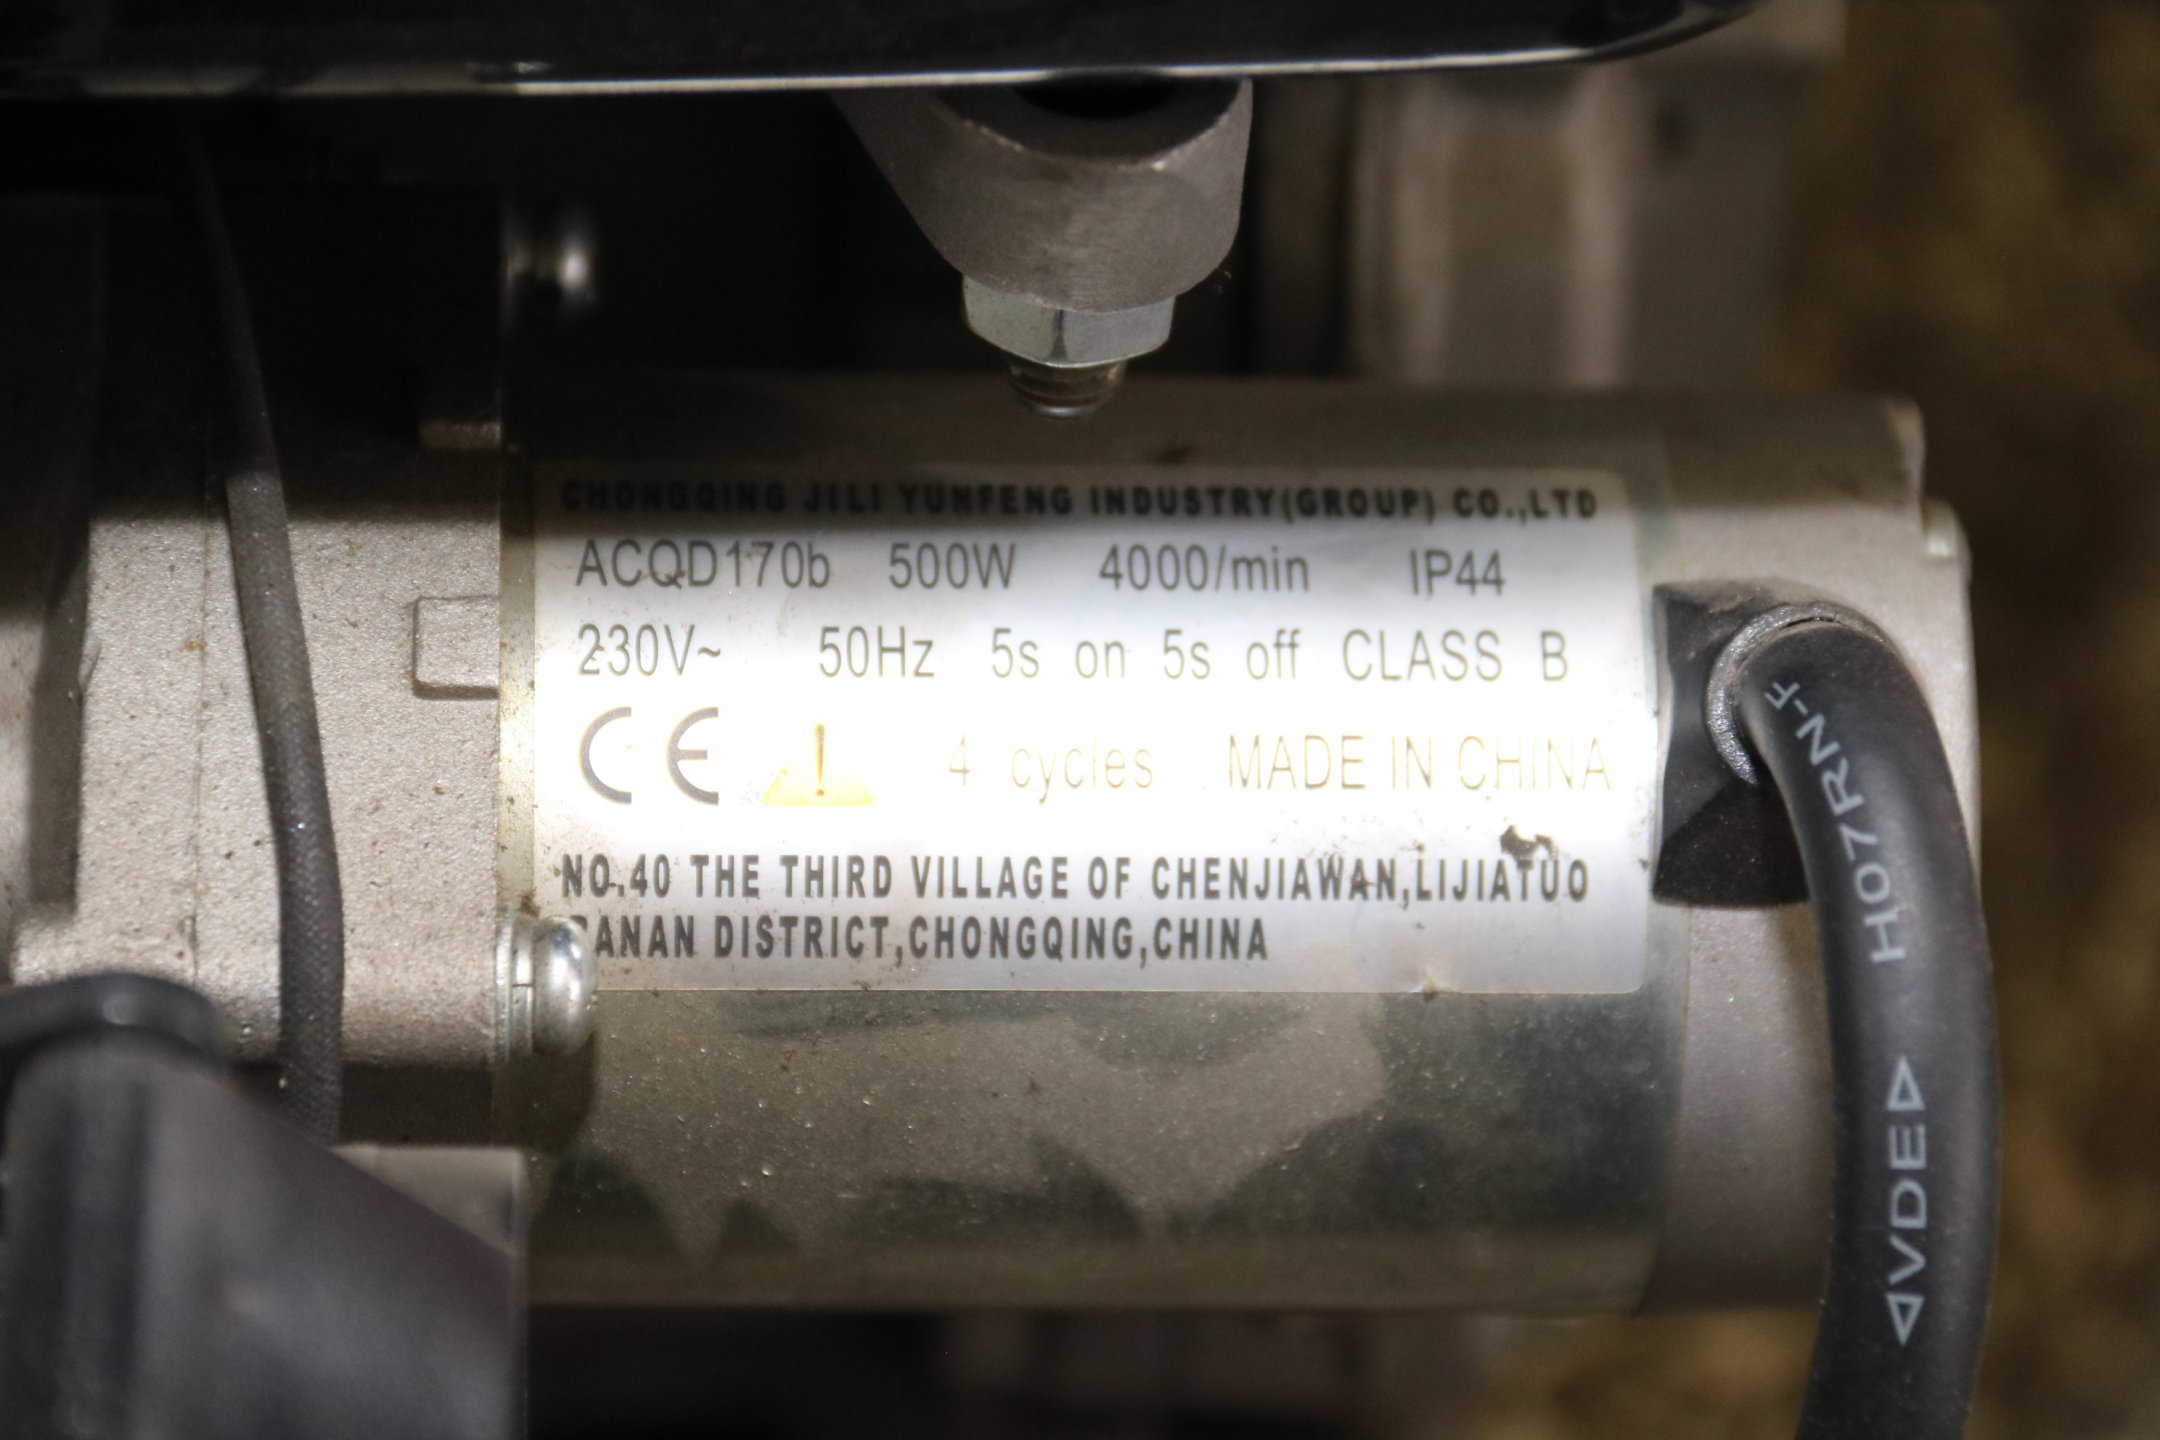 CHONGQING JILI YUNFENG INDUSTRY(GROUP) CO.,LTD
ACQD170b 500W 4000/min IP44
230V~ 50Hz 5s on 5s off CLASS B
CE ! 4 cycles MADE IN CHINA
NO.40 THE THIRD VILLAGE OF CHENJIAWAN,LIJIATUO
BANAN DISTRICT,CHONGQING,CHINA
◁VDE▷ H07RN-F